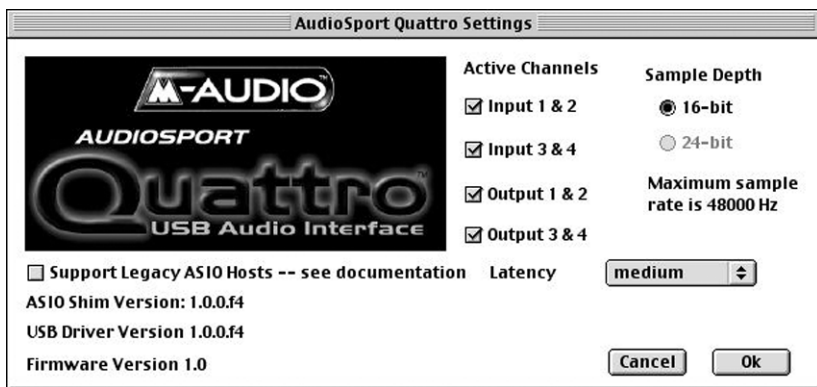 AudioSport Quattro Settings
M-AUDIO
AUDIOSPORT
Quattro™
USB Audio Interface
Active Channels
Input 1 & 2
Input 3 & 4
Output 1 & 2
Output 3 & 4
Sample Depth
16-bit
24-bit
Maximum sample
rate is 48000 Hz
Support Legacy ASIO Hosts -- see documentation
Latency
medium
ASIO Shim Version: 1.0.0.f4
USB Driver Version 1.0.0.f4
Firmware Version 1.0
Cancel
Ok